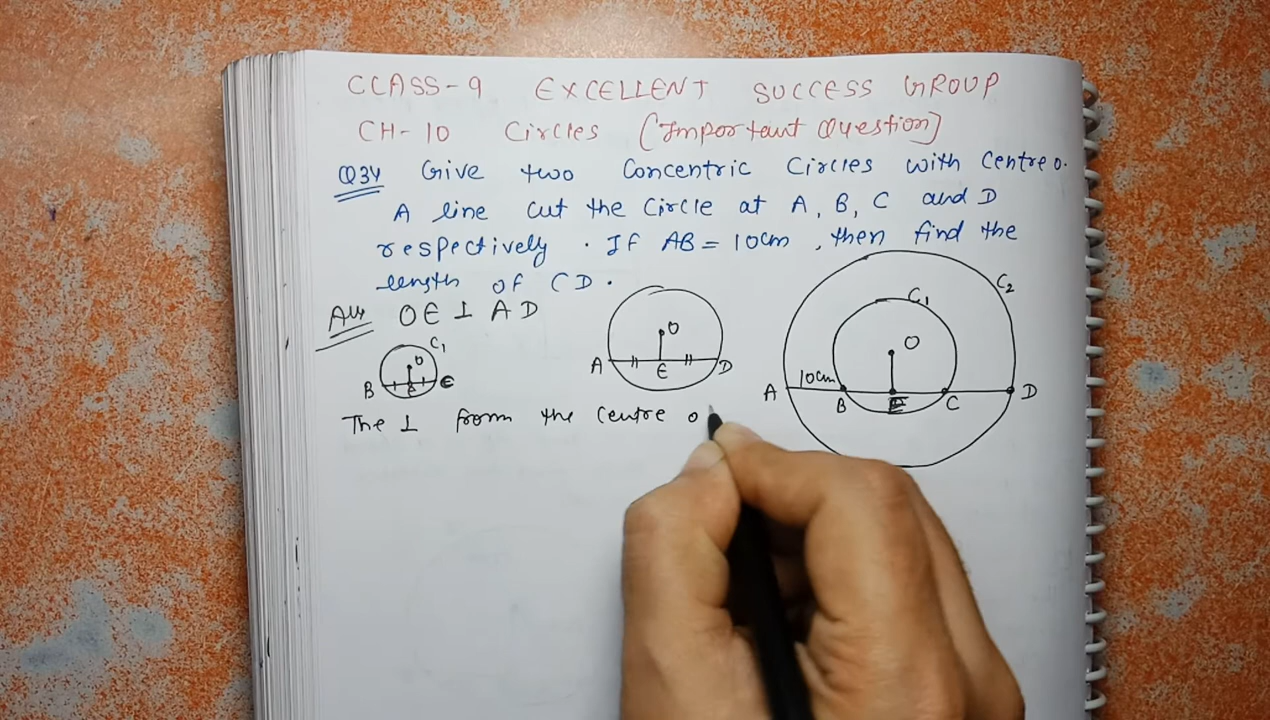 CLASS-9 EXCELLENT SUCCESS GROUP
CH-10 Circles (Important Question)
Q34 Give two Concentric Circles with Centre O.
A line cut the Circle at A, B, C and D
respectively. If AB = 10cm, then find the
length of CD.
Ans OE ⊥ AD
C1
O
B E C
O
A E D
C2
C1
O
10cm
A B E C D
The ⊥ from the Centre o